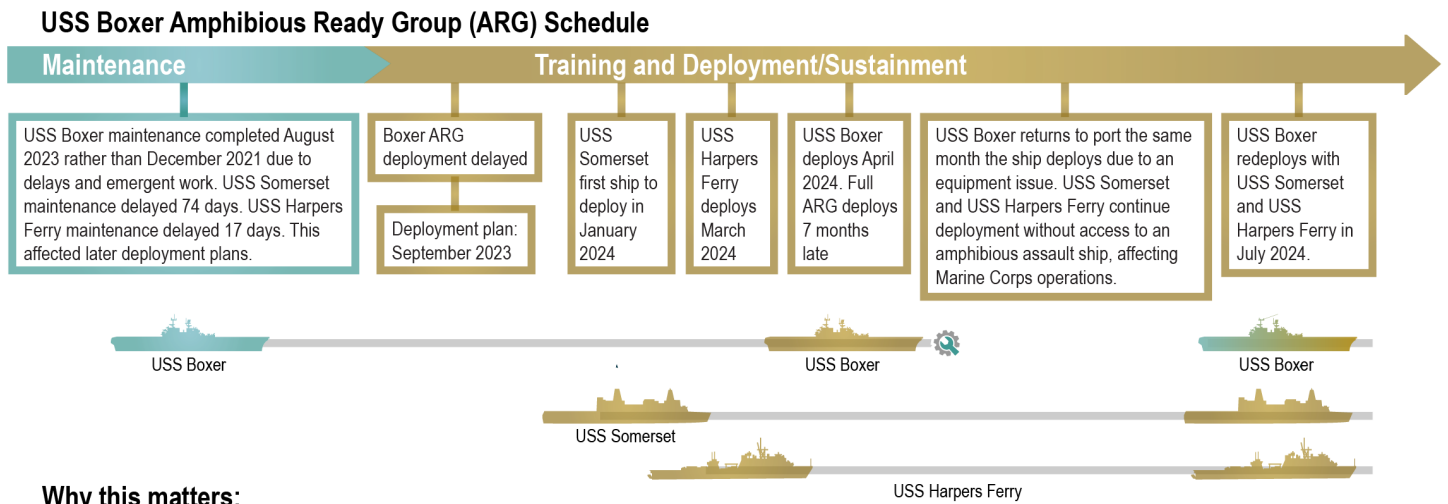 USS Boxer Amphibious Ready Group (ARG) Schedule
Maintenance
Training and Deployment/Sustainment
USS Boxer maintenance completed August
2023 rather than December 2021 due to
delays and emergent work. USS Somerset
maintenance delayed 74 days. USS Harpers
Ferry maintenance delayed 17 days. This
affected later deployment plans.
Boxer ARG
deployment delayed
Deployment plan:
September 2023
USS
Somerset
first ship to
deploy in
January
2024
USS
Harpers
Ferry
deploys
March
2024
USS Boxer
deploys April
2024. Full
ARG deploys
7 months
late
USS Boxer returns to port the same
month the ship deploys due to an
equipment issue. USS Somerset
and USS Harpers Ferry continue
deployment without access to an
amphibious assault ship, affecting
Marine Corps operations.
USS Boxer
redeploys with
USS Somerset
and USS
Harpers Ferry in
July 2024.
USS Boxer
USS Boxer
USS Boxer
USS Somerset
USS Harpers Ferry
Why this matters: